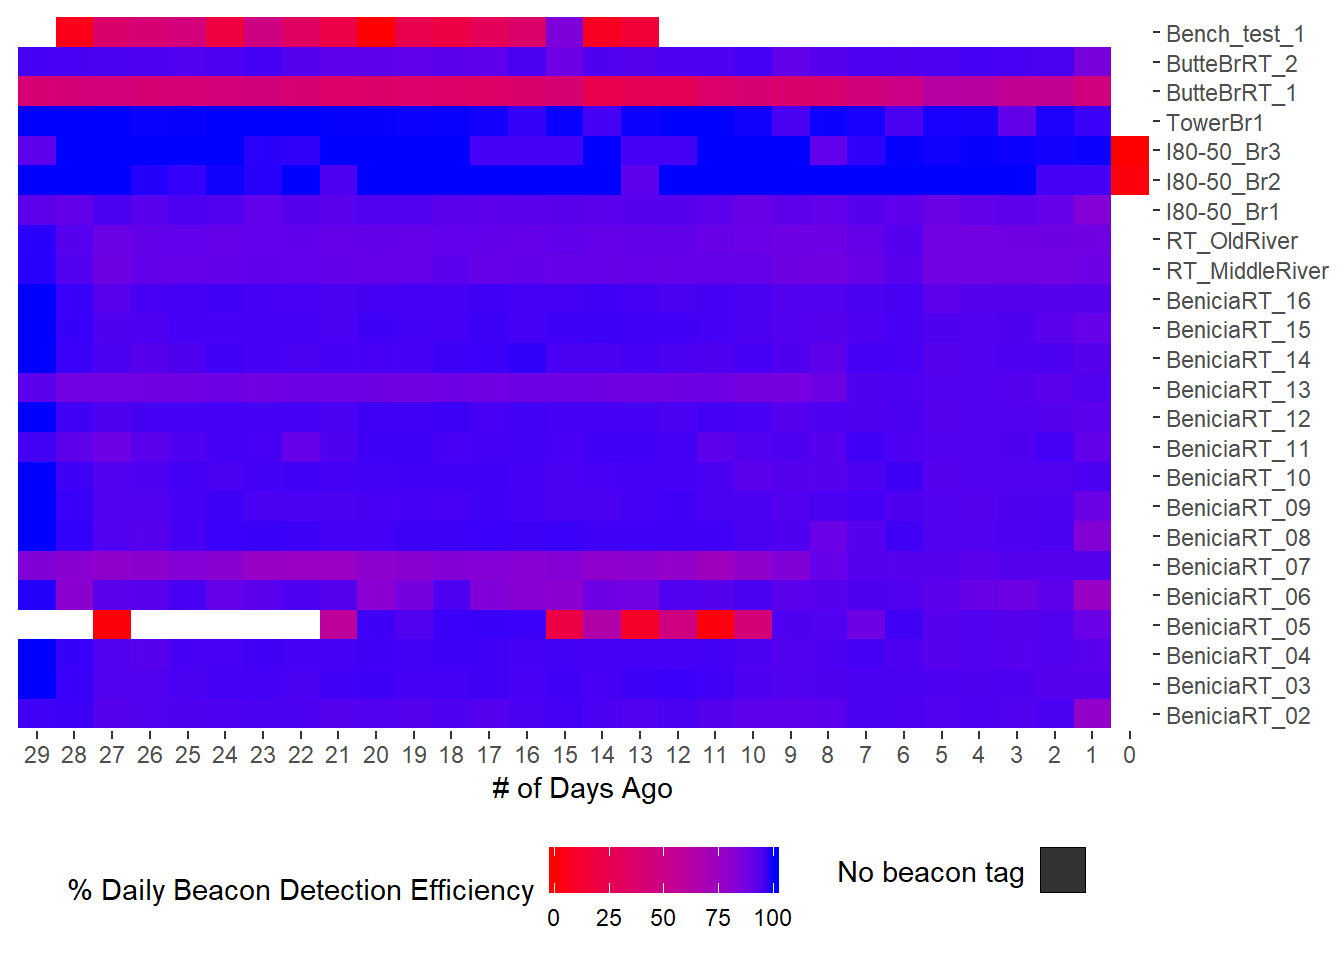 Bench_test_1
ButteBrRT_2
ButteBrRT_1
TowerBr1
I80-50_Br3
I80-50_Br2
I80-50_Br1
RT_OldRiver
RT_MiddleRiver
BeniciaRT_16
BeniciaRT_15
BeniciaRT_14
BeniciaRT_13
BeniciaRT_12
BeniciaRT_11
BeniciaRT_10
BeniciaRT_09
BeniciaRT_08
BeniciaRT_07
BeniciaRT_06
BeniciaRT_05
BeniciaRT_04
BeniciaRT_03
BeniciaRT_02
29 28 27 26 25 24 23 22 21 20 19 18 17 16 15 14 13 12 11 10 9 8 7 6 5 4 3 2 1 0
# of Days Ago
% Daily Beacon Detection Efficiency
0 25 50 75 100
No beacon tag